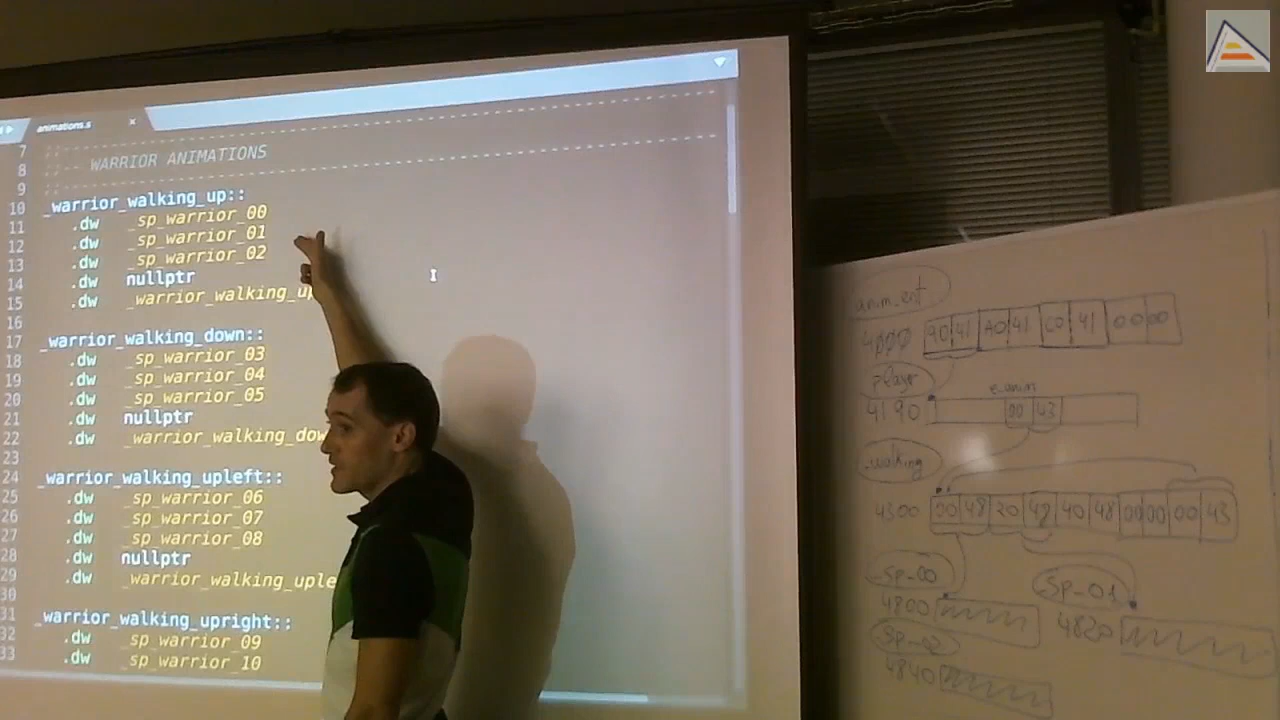 animations.s ×
7 ;;-----------------------------------------------
8 ;;-- WARRIOR ANIMATIONS
9 ;;-----------------------------------------------
10 _warrior_walking_up::
11 .dw _sp_warrior_00
12 .dw _sp_warrior_01
13 .dw _sp_warrior_02
14 .dw nullptr
15 .dw _warrior_walking_up
16
17 _warrior_walking_down::
18 .dw _sp_warrior_03
19 .dw _sp_warrior_04
20 .dw _sp_warrior_05
21 .dw nullptr
22 .dw _warrior_walking_dow
23
24 _warrior_walking_upleft::
25 .dw _sp_warrior_06
26 .dw _sp_warrior_07
27 .dw _sp_warrior_08
28 .dw nullptr
29 .dw _warrior_walking_uple
30
31 _warrior_walking_upright::
32 .dw _sp_warrior_09
33 .dw _sp_warrior_10
anim_ent
4000 90 41 A0 41 C0 41 00 00
Player
e_anim
4190 00 43
_walking
4300 00 48 20 48 40 48 00 00 00 43
_SP_00
_SP_01
4800
4820
_SP_02
4840